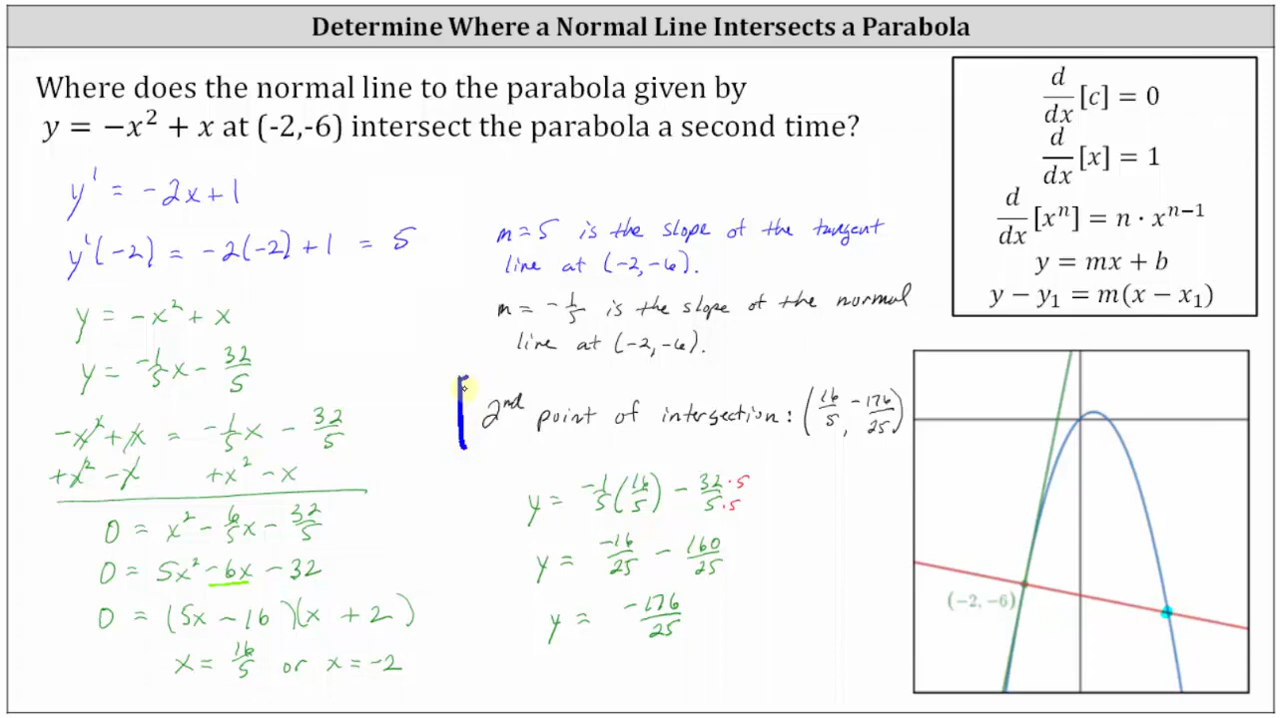 Determine Where a Normal Line Intersects a Parabola
Where does the normal line to the parabola given by
y = −x² + x at (-2,-6) intersect the parabola a second time?
y' = -2x+1
y'(-2) = -2(-2)+1 = 5
y = -x² + x
y = -1/5x - 32/5
-x²+x = -1/5x - 32/5
+x² -x +x² -x
0 = x² - 6/5x - 32/5
0 = 5x² -6x -32
0 = (5x -16)(x +2)
x = 16/5 or x = -2
m=5 is the slope of the tangent
line at (-2,-6).
m = -1/5 is the slope of the normal
line at (-2,-6).
2nd point of intersection: (16/5, -176/25)
y = -1/5(16/5) - 32·5/5·5
y = -16/25 - 160/25
y = -176/25
d/dx[c] = 0
d/dx[x] = 1
d/dx[xⁿ] = n · xⁿ⁻¹
y = mx + b
y − y₁ = m(x − x₁)
(−2, −6)